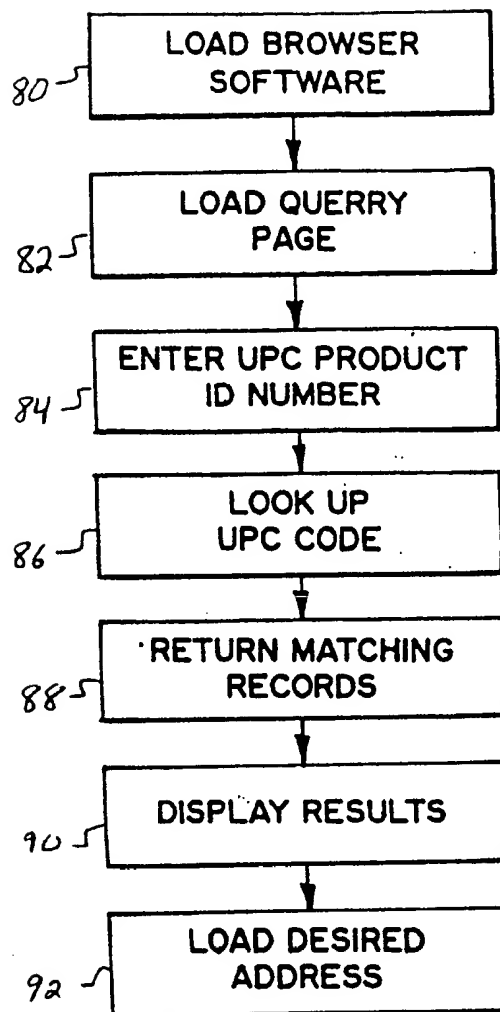 LOAD BROWSER
SOFTWARE
80
LOAD QUERRY
PAGE
82
ENTER UPC PRODUCT
ID NUMBER
84
LOOK UP
UPC CODE
86
RETURN MATCHING
RECORDS
88
DISPLAY RESULTS
90
LOAD DESIRED
ADDRESS
92